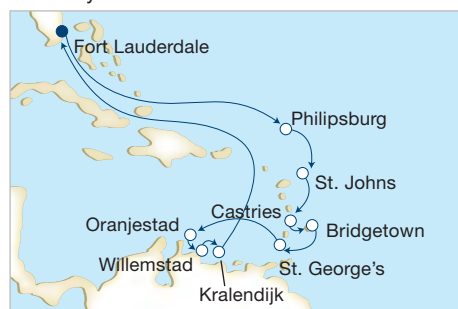 Fort Lauderdale
Philipsburg
St. Johns
Castries
Bridgetown
Oranjestad
Willemstad
St. George's
Kralendijk